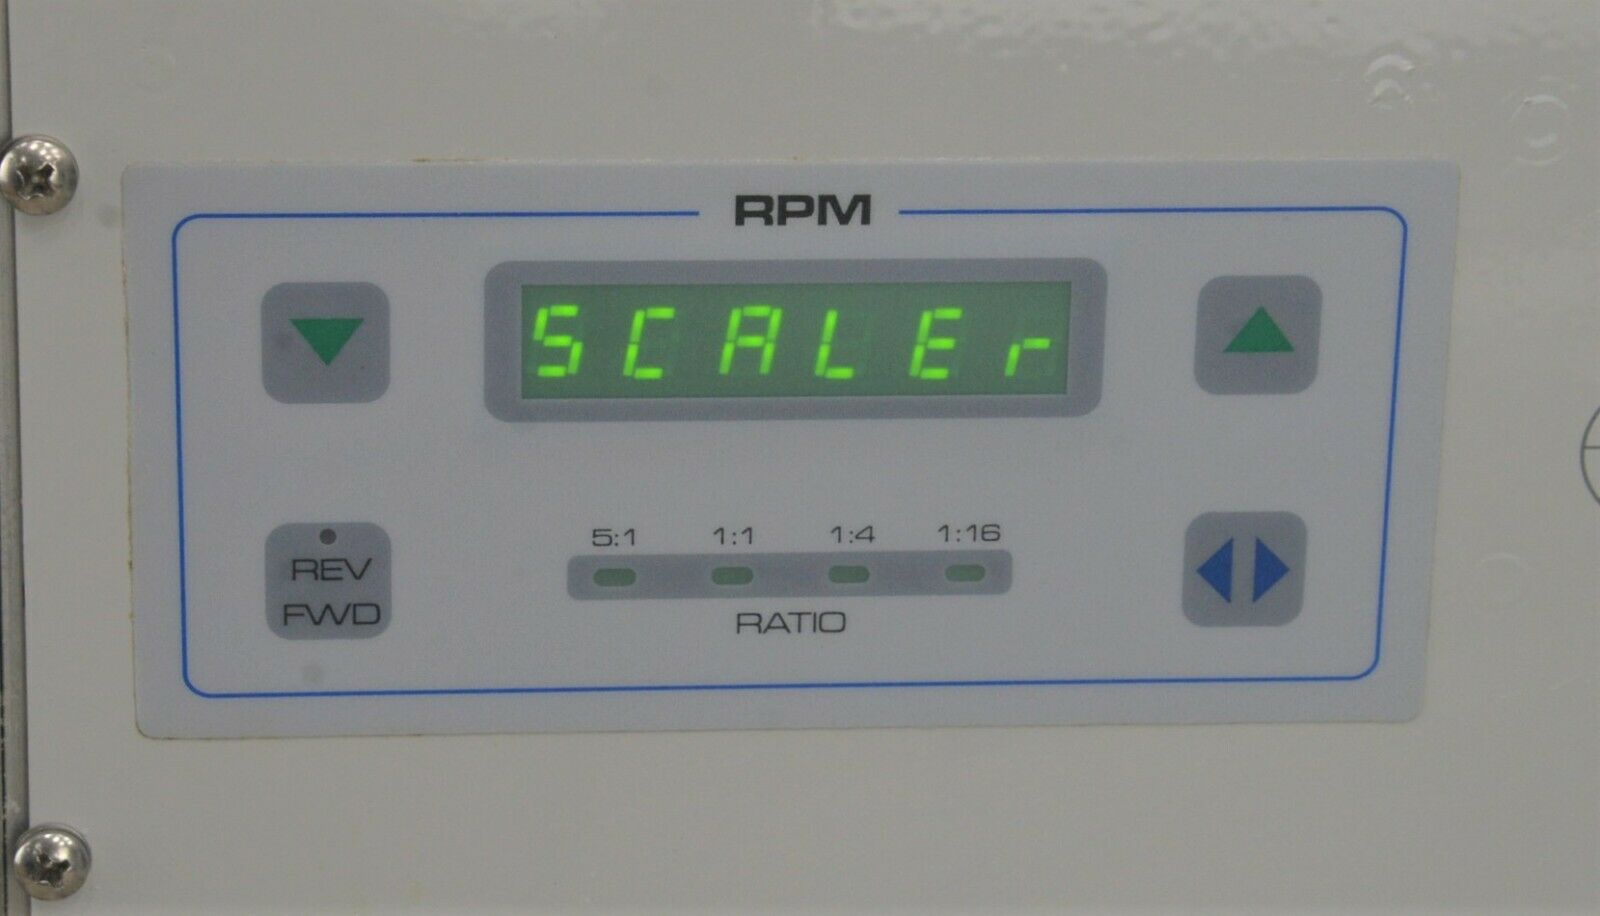 RPM
SCALEr
5:1 1:1 1:4 1:16
REV
FWD
RATIO